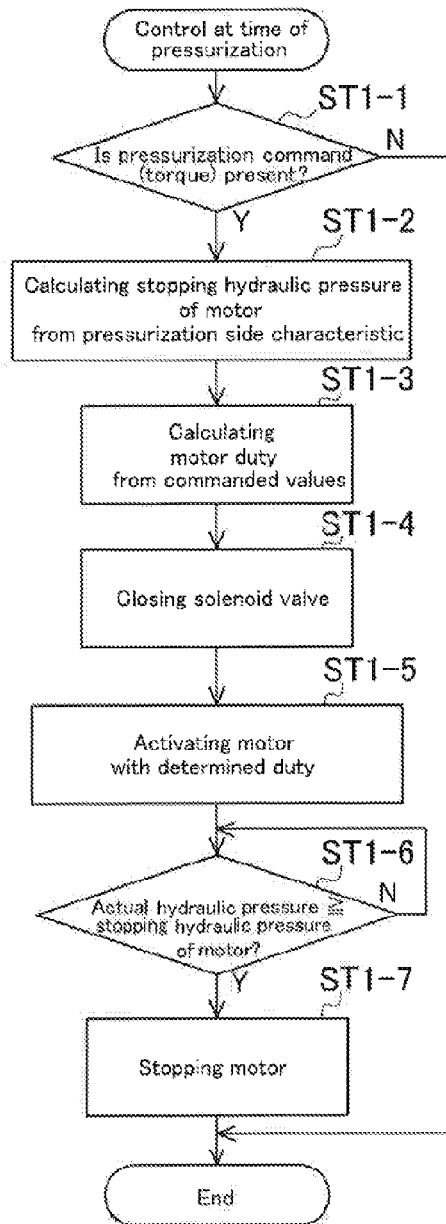 Control at time of
pressurization
ST1-1
N
Is pressurization command
(torque) present?
Y
ST1-2
Calculating stopping hydraulic pressure
of motor
from pressurization side characteristic
ST1-3
Calculating
motor duty
from commanded values
ST1-4
Closing solenoid valve
ST1-5
Activating motor
with determined duty
ST1-6
N
Actual hydraulic pressure ≧
stopping hydraulic pressure
of motor?
Y
ST1-7
Stopping motor
End